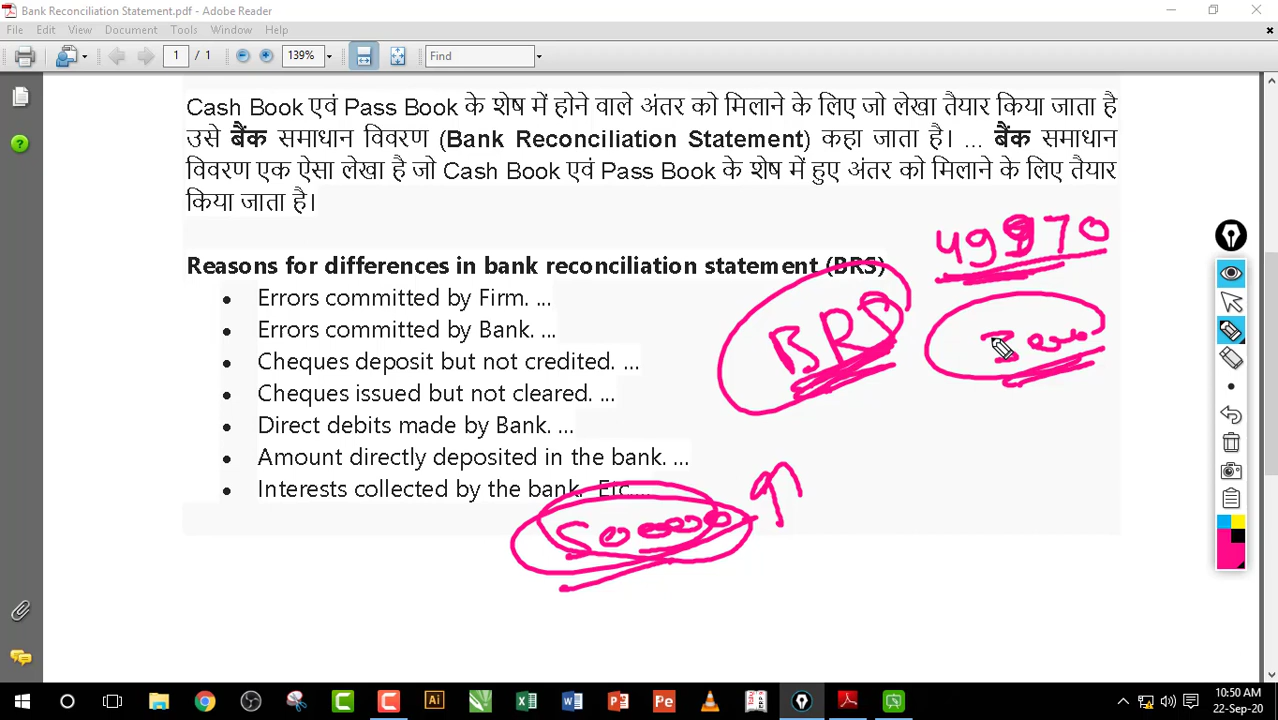 Bank Reconciliation Statement.pdf - Adobe Reader
File Edit View Document Tools Window Help
1 / 1 139% Find
Cash Book एवं Pass Book के शेष में होने वाले अंतर को मिलाने के लिए जो लेखा तैयार किया जाता है
उसे बैंक समाधान विवरण (Bank Reconciliation Statement) कहा जाता है। ... बैंक समाधान
विवरण एक ऐसा लेखा है जो Cash Book एवं Pass Book के शेष में हुए अंतर को मिलाने के लिए तैयार
किया जाता है।
49970
Reasons for differences in bank reconciliation statement (BRS)
• Errors committed by Firm. ...
• Errors committed by Bank. ...
• Cheques deposit but not credited. ...
• Cheques issued but not cleared. ...
• Direct debits made by Bank. ...
• Amount directly deposited in the bank. ...
• Interests collected by the bank. Etc....
10:50 AM
22-Sep-20